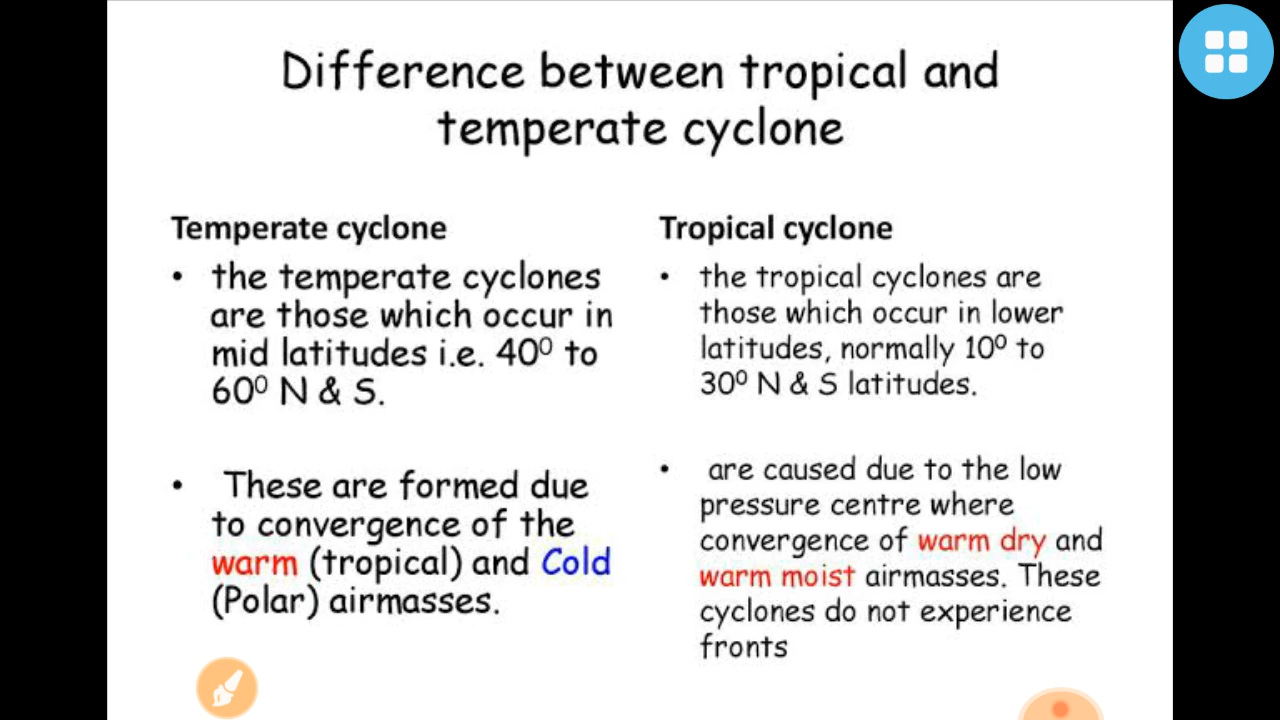 Difference between tropical and
temperate cyclone
Temperate cyclone
• the temperate cyclones
are those which occur in
mid latitudes i.e. 40⁰ to
60⁰ N & S.
• These are formed due
to convergence of the
warm (tropical) and Cold
(Polar) airmasses.
Tropical cyclone
• the tropical cyclones are
those which occur in lower
latitudes, normally 10⁰ to
30⁰ N & S latitudes.
• are caused due to the low
pressure centre where
convergence of warm dry and
warm moist airmasses. These
cyclones do not experience
fronts